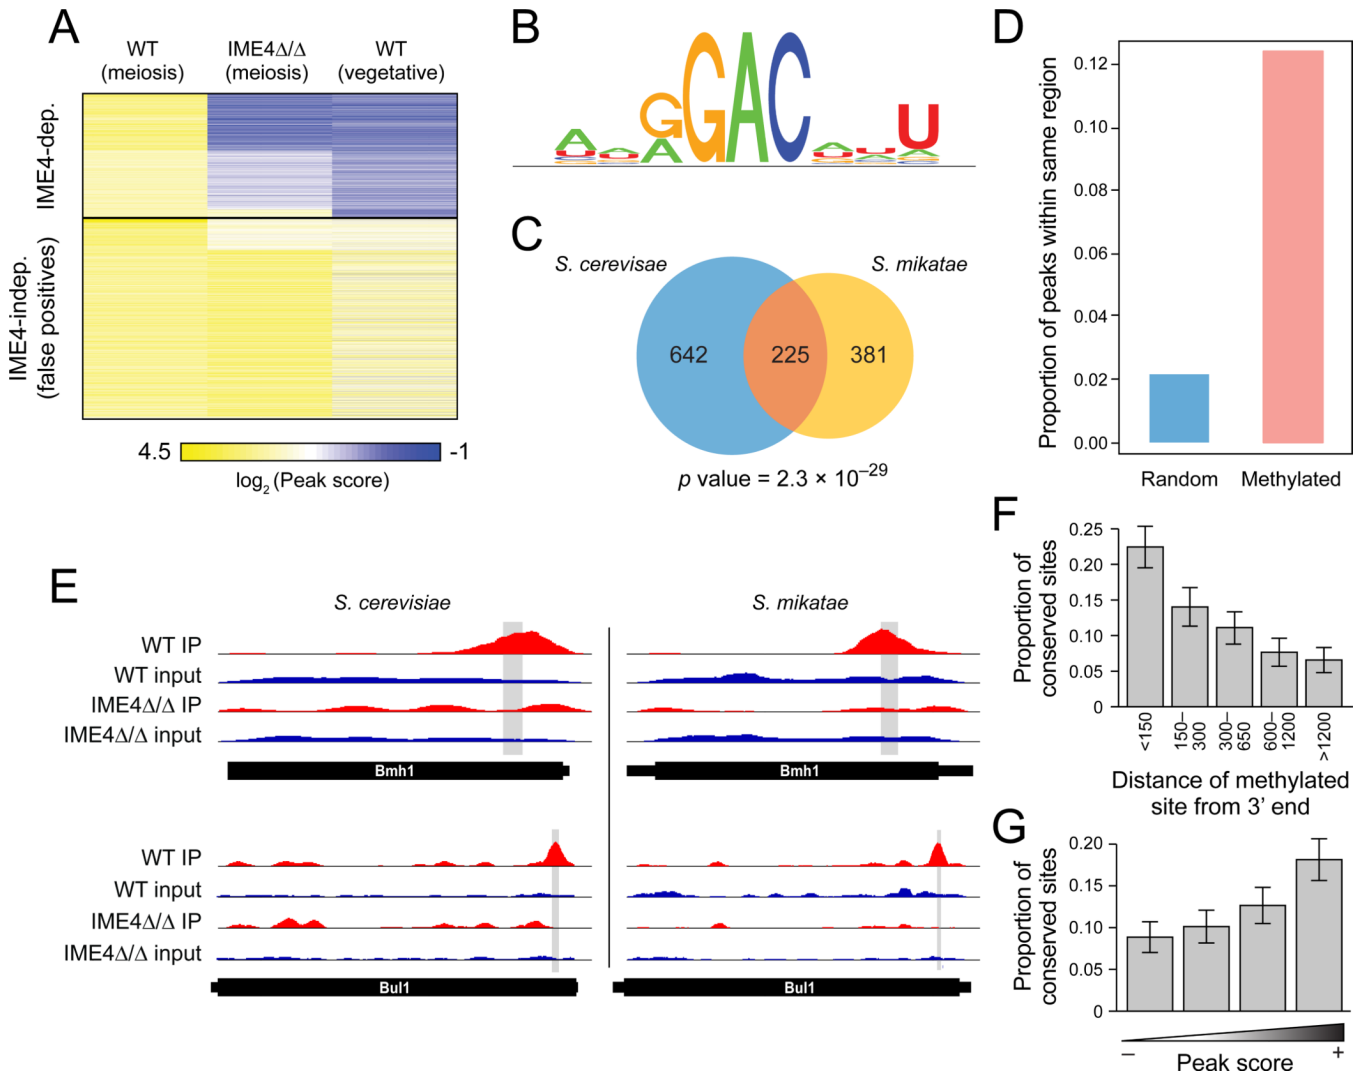 A
WT
(meiosis)
IME4Δ/Δ
(meiosis)
WT
(vegetative)
IME4-dep.
IME4-indep.
(false positives)
4.5
-1
log2 (Peak score)
B
AUGGACUAU
GAACAAUUA
C
S. cerevisae
S. mikatae
642
225
381
p value = 2.3 × 10–29
D
Proportion of peaks within same region
0.12
0.10
0.08
0.06
0.04
0.02
0.00
Random
Methylated
E
S. cerevisiae
S. mikatae
WT IP
WT input
IME4Δ/Δ IP
IME4Δ/Δ input
Bmh1
Bmh1
WT IP
WT input
IME4Δ/Δ IP
IME4Δ/Δ input
Bul1
Bul1
F
Proportion of
conserved sites
0.25
0.20
0.15
0.10
0.05
0
<150
150–
300
300–
650
600–
1200
>1200
Distance of methylated
site from 3’ end
G
Proportion of
conserved sites
0.20
0.15
0.10
0.05
0
–
+
Peak score